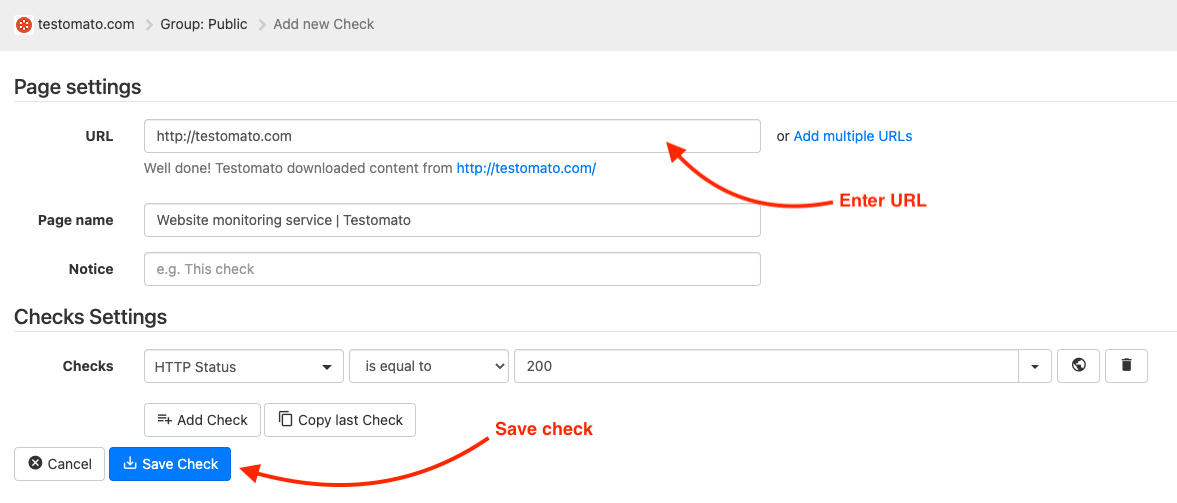 testomato.com Group: Public Add new Check
Page settings
URL http://testomato.com or Add multiple URLs
Well done! Testomato downloaded content from http://testomato.com/
Enter URL
Page name Website monitoring service | Testomato
Notice e.g. This check
Checks Settings
Checks HTTP Status is equal to 200
Add Check Copy last Check
Save check
Cancel Save Check